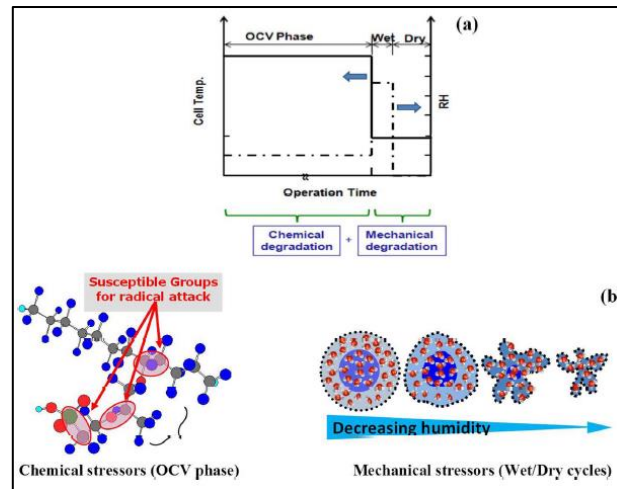 (a)
OCV Phase Wet Dry
Cell Temp.
RH
Operation Time
Chemical degradation + Mechanical degradation
Susceptible Groups
for radical attack
(b)
Decreasing humidity
Chemical stressors (OCV phase)
Mechanical stressors (Wet/Dry cycles)